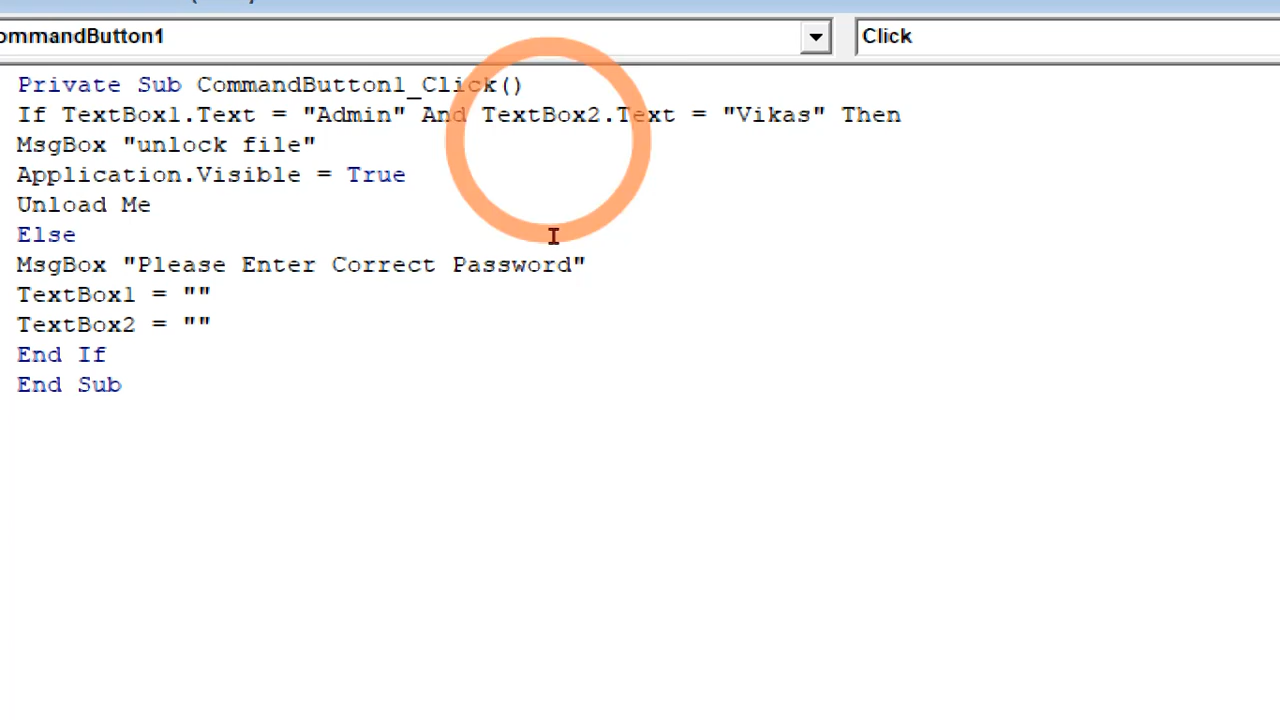 ommandButton1
Click
Private Sub CommandButton1_Click()
If TextBox1.Text = "Admin" And TextBox2.Text = "Vikas" Then
MsgBox "unlock file"
Application.Visible = True
Unload Me
Else
MsgBox "Please Enter Correct Password"
TextBox1 = ""
TextBox2 = ""
End If
End Sub